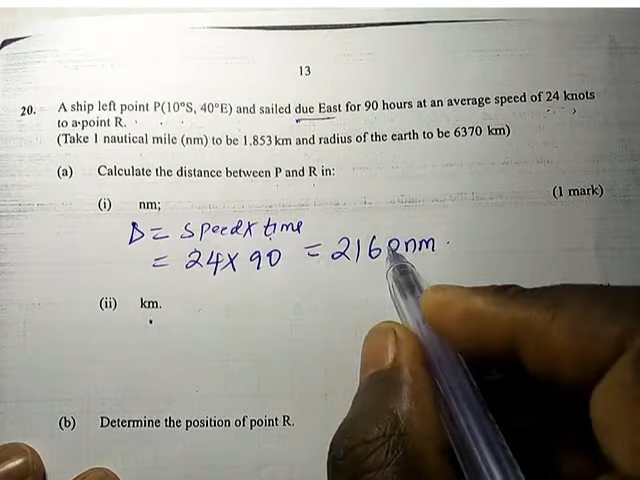 13
20. A ship left point P(10°S, 40°E) and sailed due East for 90 hours at an average speed of 24 knots
to a point R.
(Take 1 nautical mile (nm) to be 1.853 km and radius of the earth to be 6370 km)
(a) Calculate the distance between P and R in:
(1 mark)
(i) nm;
D = Speed x time
= 24 x 90 = 2160nm.
(ii) km.
(b) Determine the position of point R.